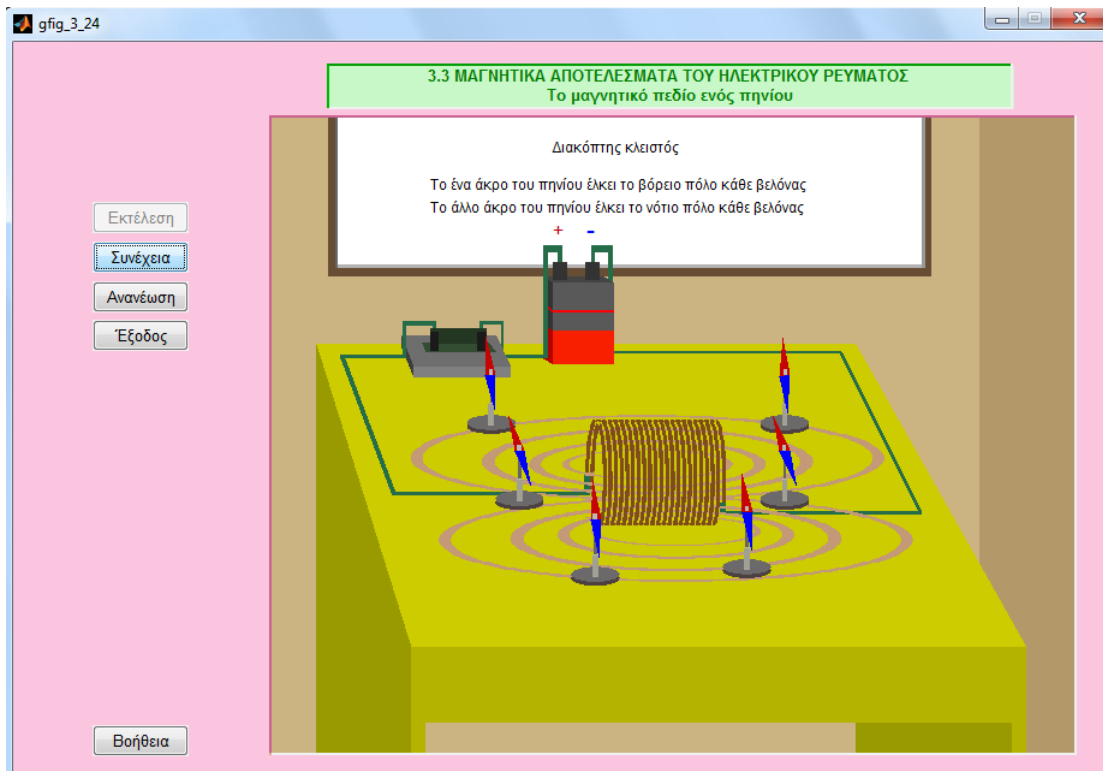 gfig_3_24
3.3 ΜΑΓΝΗΤΙΚΑ ΑΠΟΤΕΛΕΣΜΑΤΑ ΤΟΥ ΗΛΕΚΤΡΙΚΟΥ ΡΕΥΜΑΤΟΣ
Το μαγνητικό πεδίο ενός πηνίου
Διακόπτης κλειστός
Το ένα άκρο του πηνίου έλκει το βόρειο πόλο κάθε βελόνας
Το άλλο άκρο του πηνίου έλκει το νότιο πόλο κάθε βελόνας
+ -
Εκτέλεση
Συνέχεια
Ανανέωση
Έξοδος
Βοήθεια